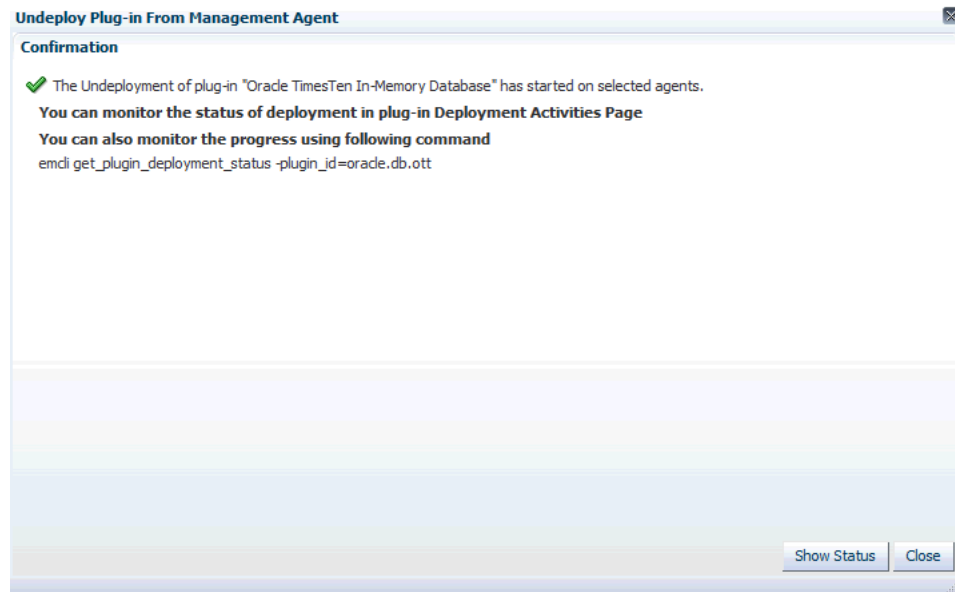 Undeploy Plug-in From Management Agent
Confirmation
The Undeployment of plug-in "Oracle TimesTen In-Memory Database" has started on selected agents.
You can monitor the status of deployment in plug-in Deployment Activities Page
You can also monitor the progress using following command
emcli get_plugin_deployment_status -plugin_id=oracle.db.ott
Show Status Close